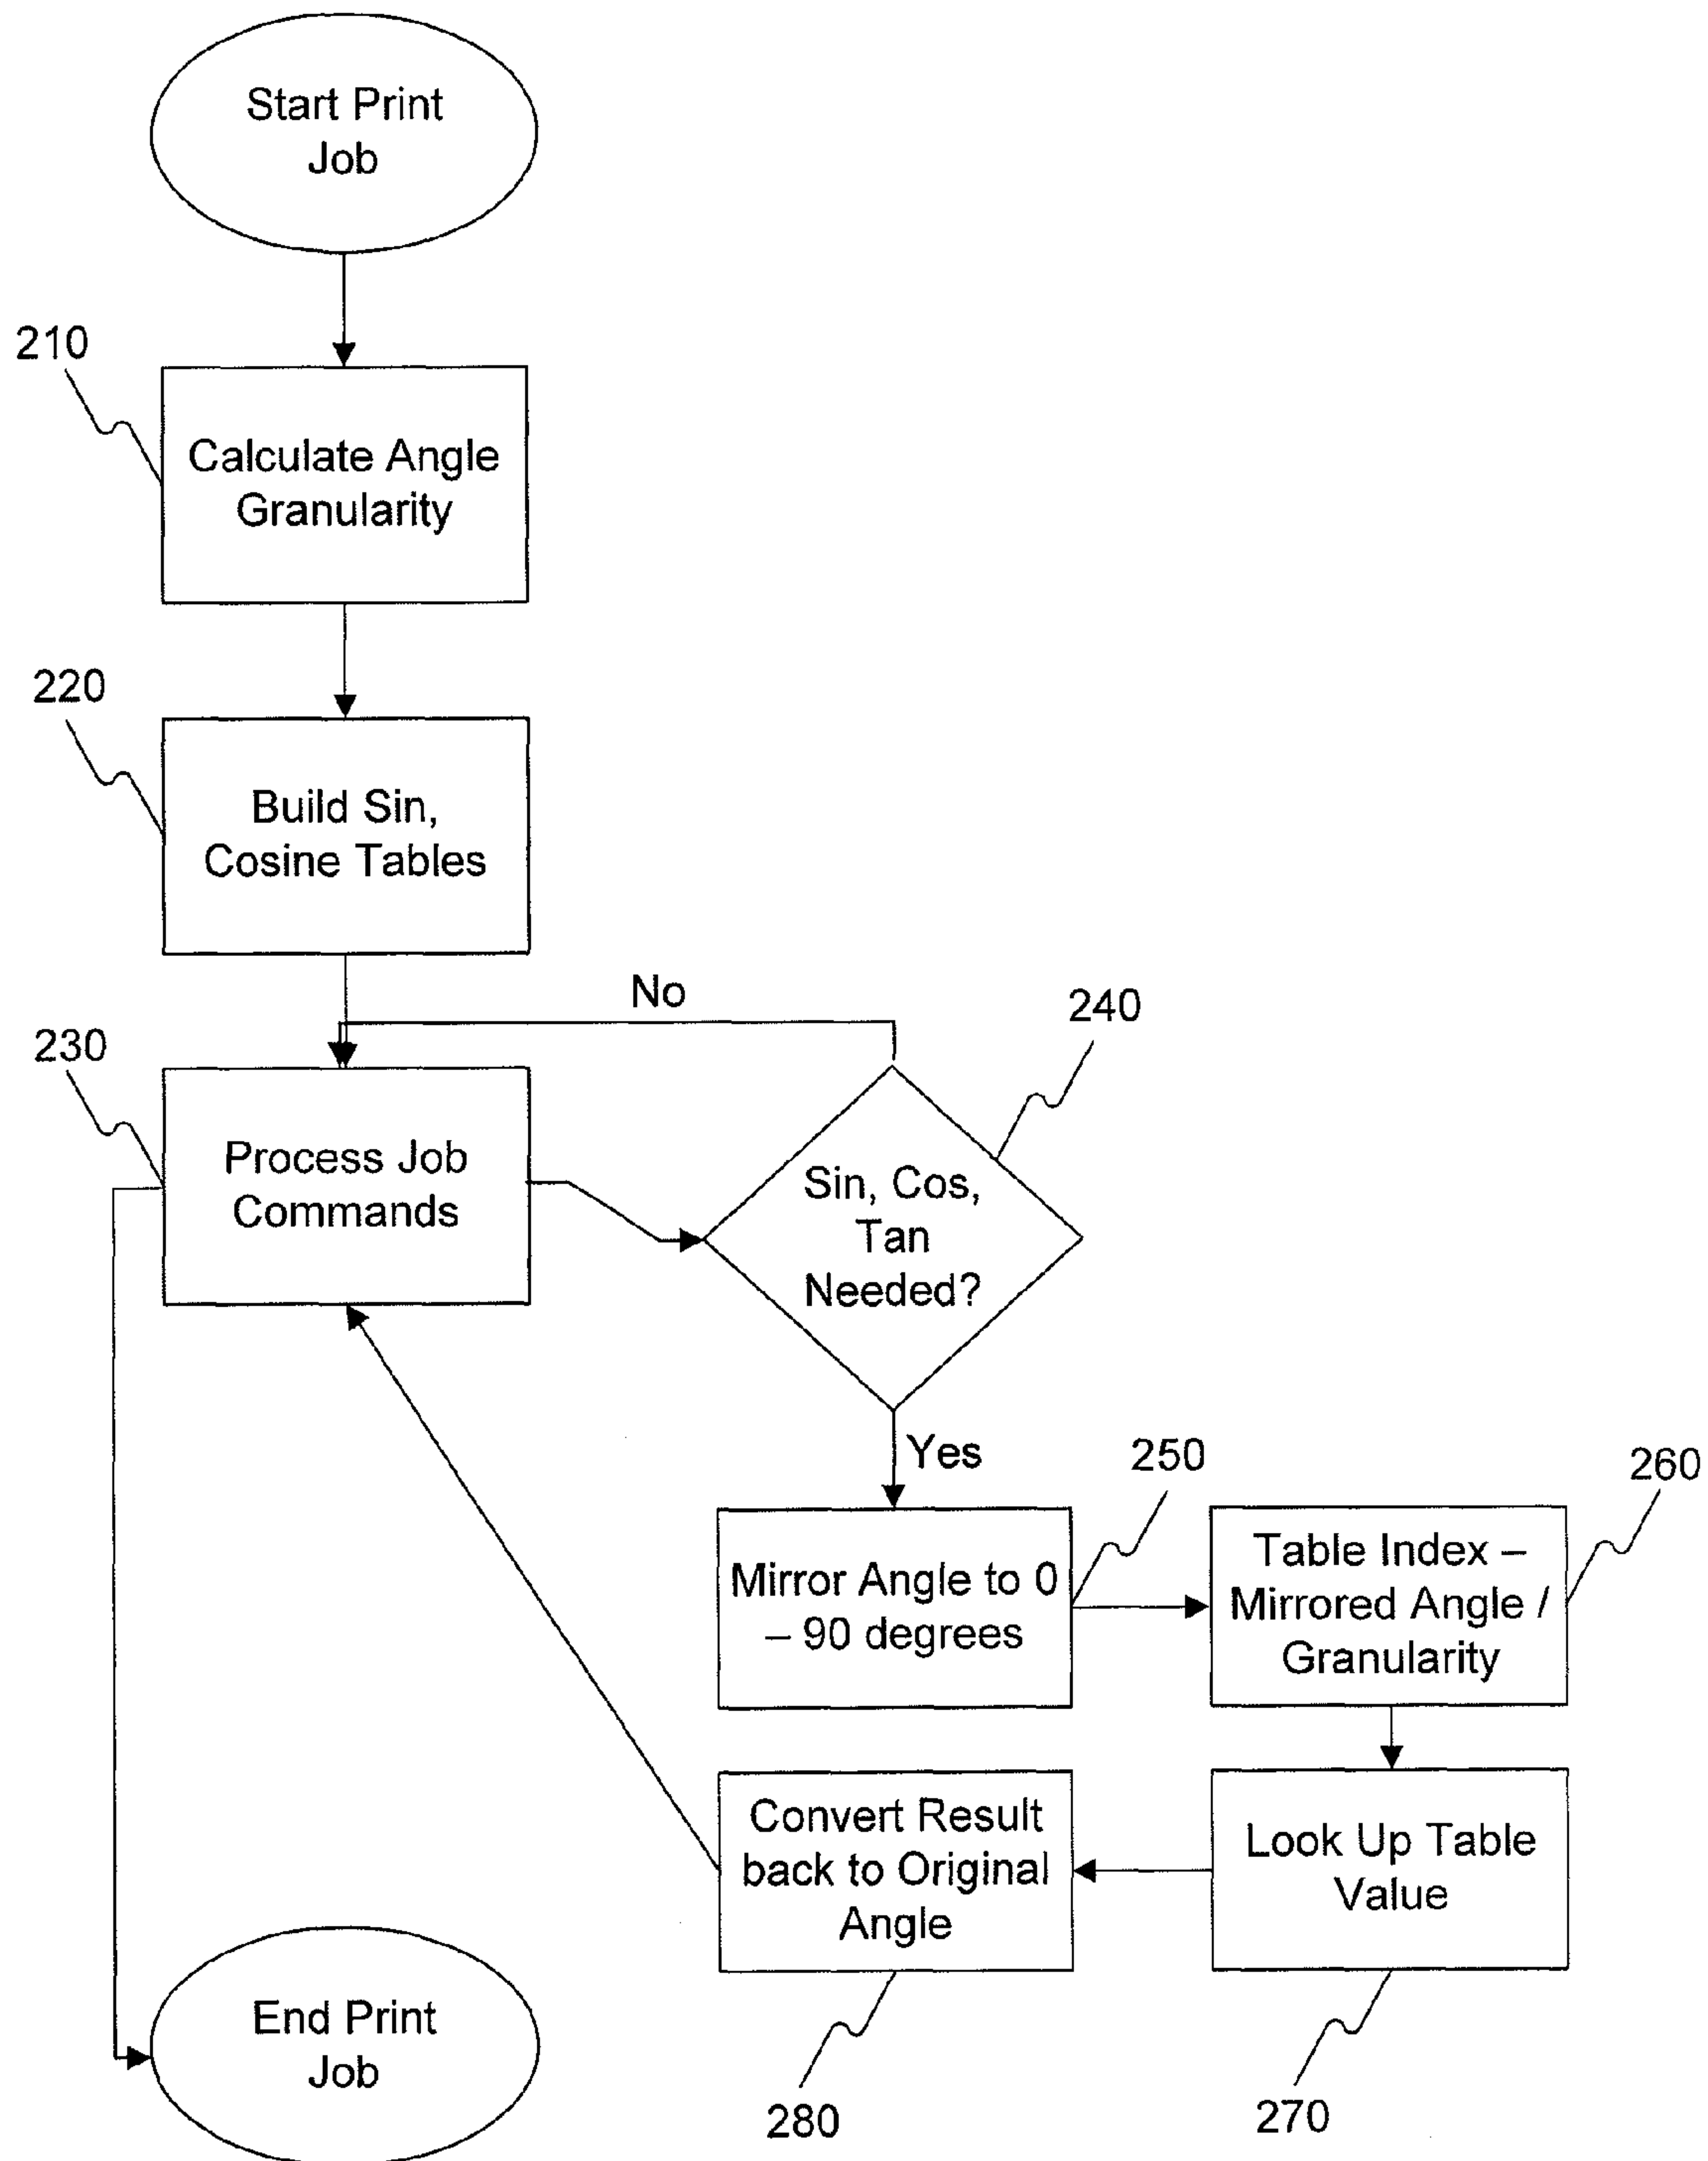 Start Print
Job
210
Calculate Angle
Granularity
220
Build Sin,
Cosine Tables
No
240
230
Process Job
Commands
Sin, Cos,
Tan
Needed?
Yes
250
260
Mirror Angle to 0
– 90 degrees
Table Index –
Mirrored Angle /
Granularity
Convert Result
back to Original
Angle
Look Up Table
Value
End Print
Job
280
270